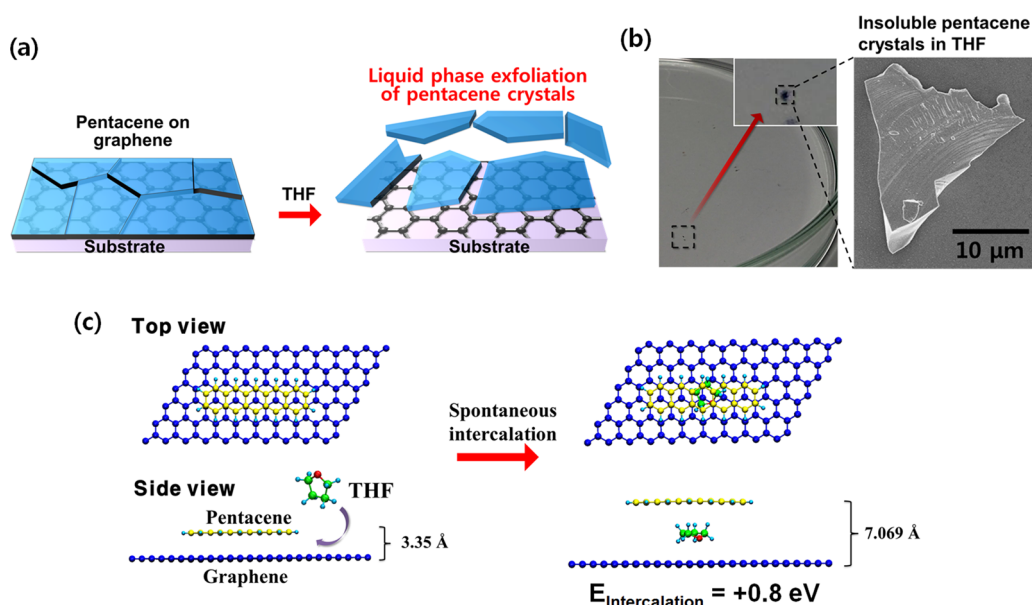 (a)
Pentacene on
graphene
Substrate
THF
Liquid phase exfoliation
of pentacene crystals
Substrate
(b)
Insoluble pentacene
crystals in THF
10 μm
(c)
Top view
Spontaneous
intercalation
Side view
THF
Pentacene
3.35 Å
Graphene
7.069 Å
EIntercalation = +0.8 eV